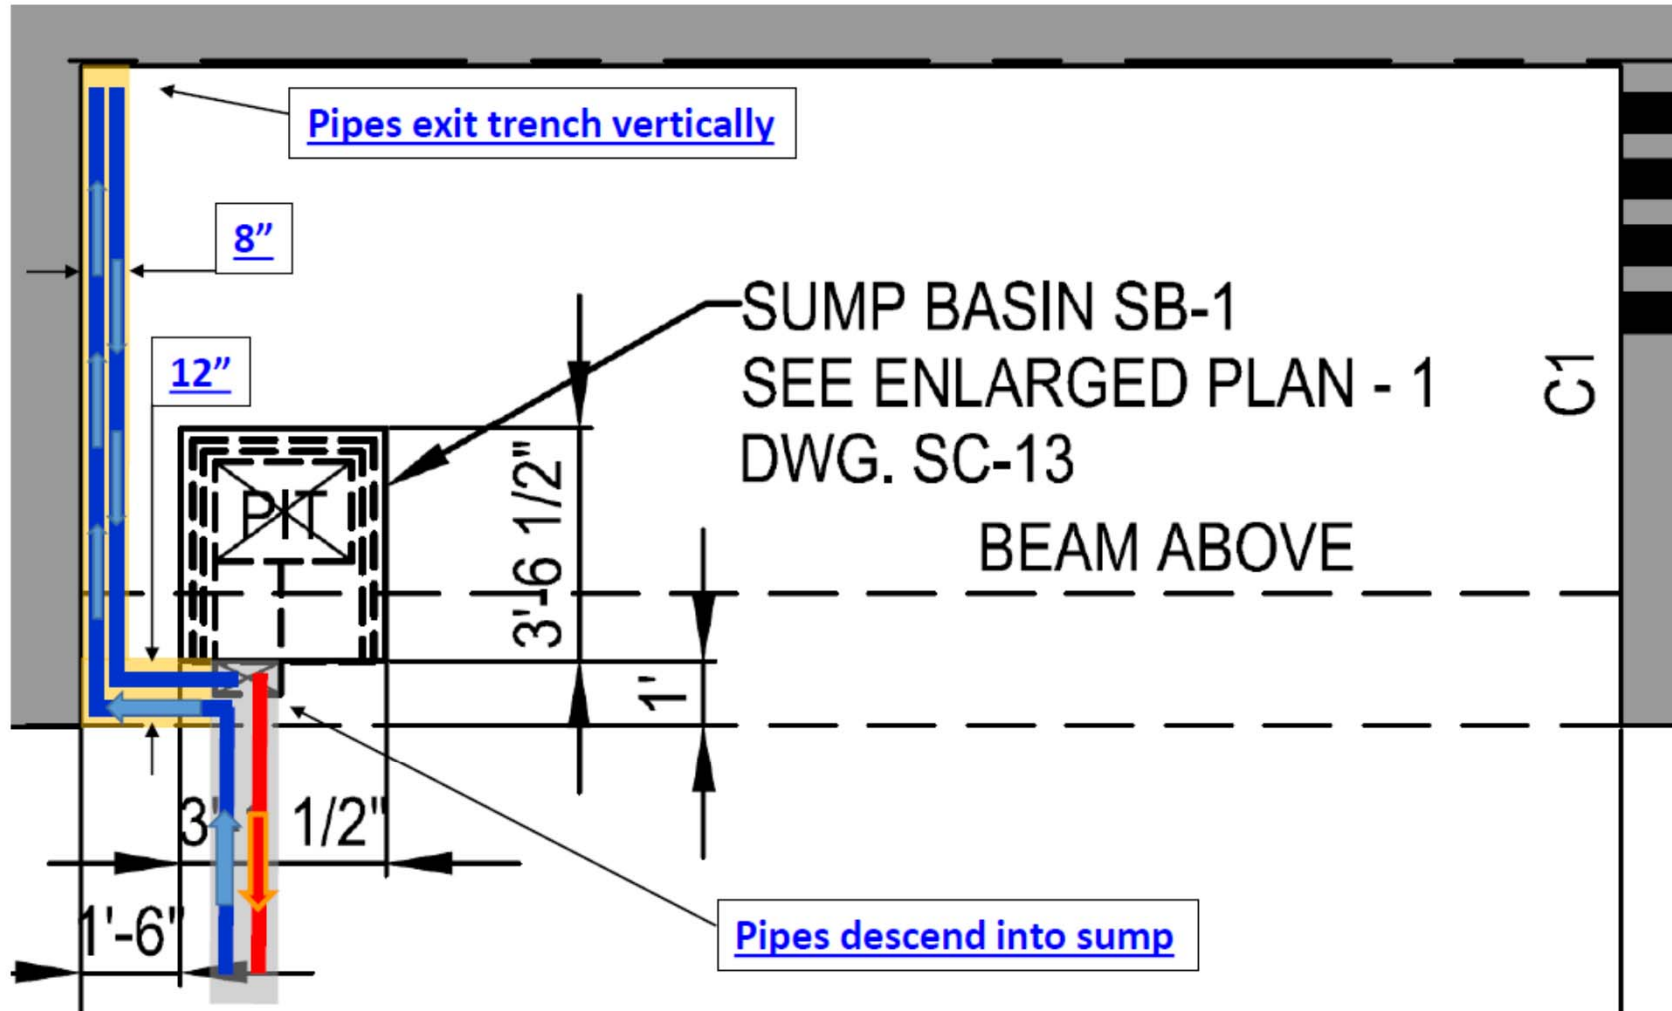 Pipes exit trench vertically
8”
12”
SUMP BASIN SB-1
SEE ENLARGED PLAN - 1
DWG. SC-13
C1
PIT
3'-6 1/2"
BEAM ABOVE
1'
3' 1/2"
1'-6"
Pipes descend into sump